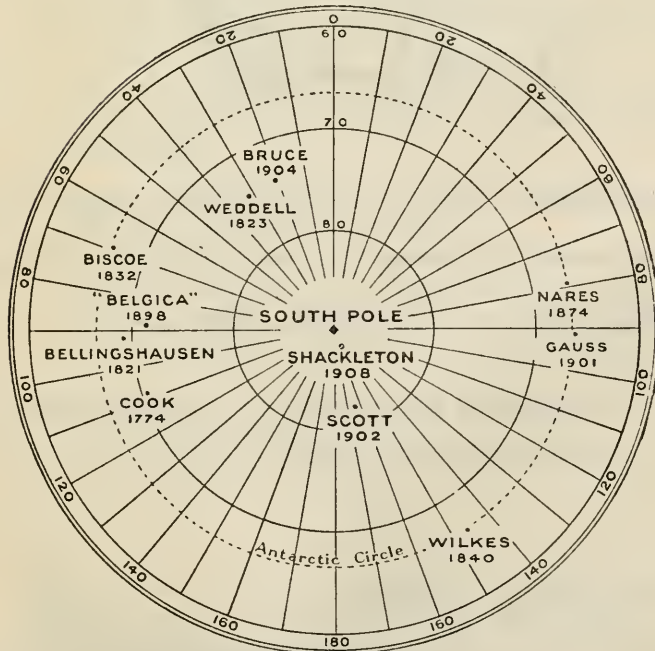 0
60
20
20
40
40
70
BRUCE
1904
60
60
WEDDELL
1823
80
BISCOE
1832
80
80
"BELGICA"
1898
NARES
1874
SOUTH POLE
BELLINGSHAUSEN
1821
SHACKLETON
1908
GAUSS
1901
100
100
COOK
1774
SCOTT
1902
120
120
WILKES
1840
Antarctic Circle
140
140
160
160
180